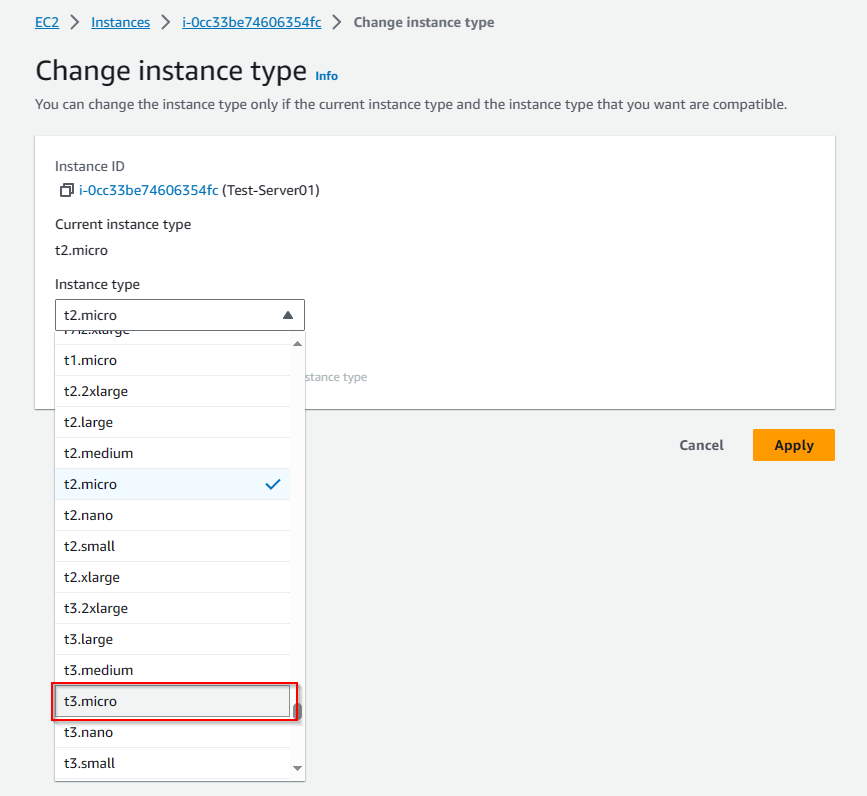 EC2 > Instances > i-0cc33be74606354fc > Change instance type
Change instance type Info
You can change the instance type only if the current instance type and the instance type that you want are compatible.
Instance ID
i-0cc33be74606354fc (Test-Server01)
Current instance type
t2.micro
Instance type
t2.micro
t1.micro
stance type
t2.2xlarge
t2.large
t2.medium
Cancel Apply
t2.micro
t2.nano
t2.small
t2.xlarge
t3.2xlarge
t3.large
t3.medium
t3.micro
t3.nano
t3.small